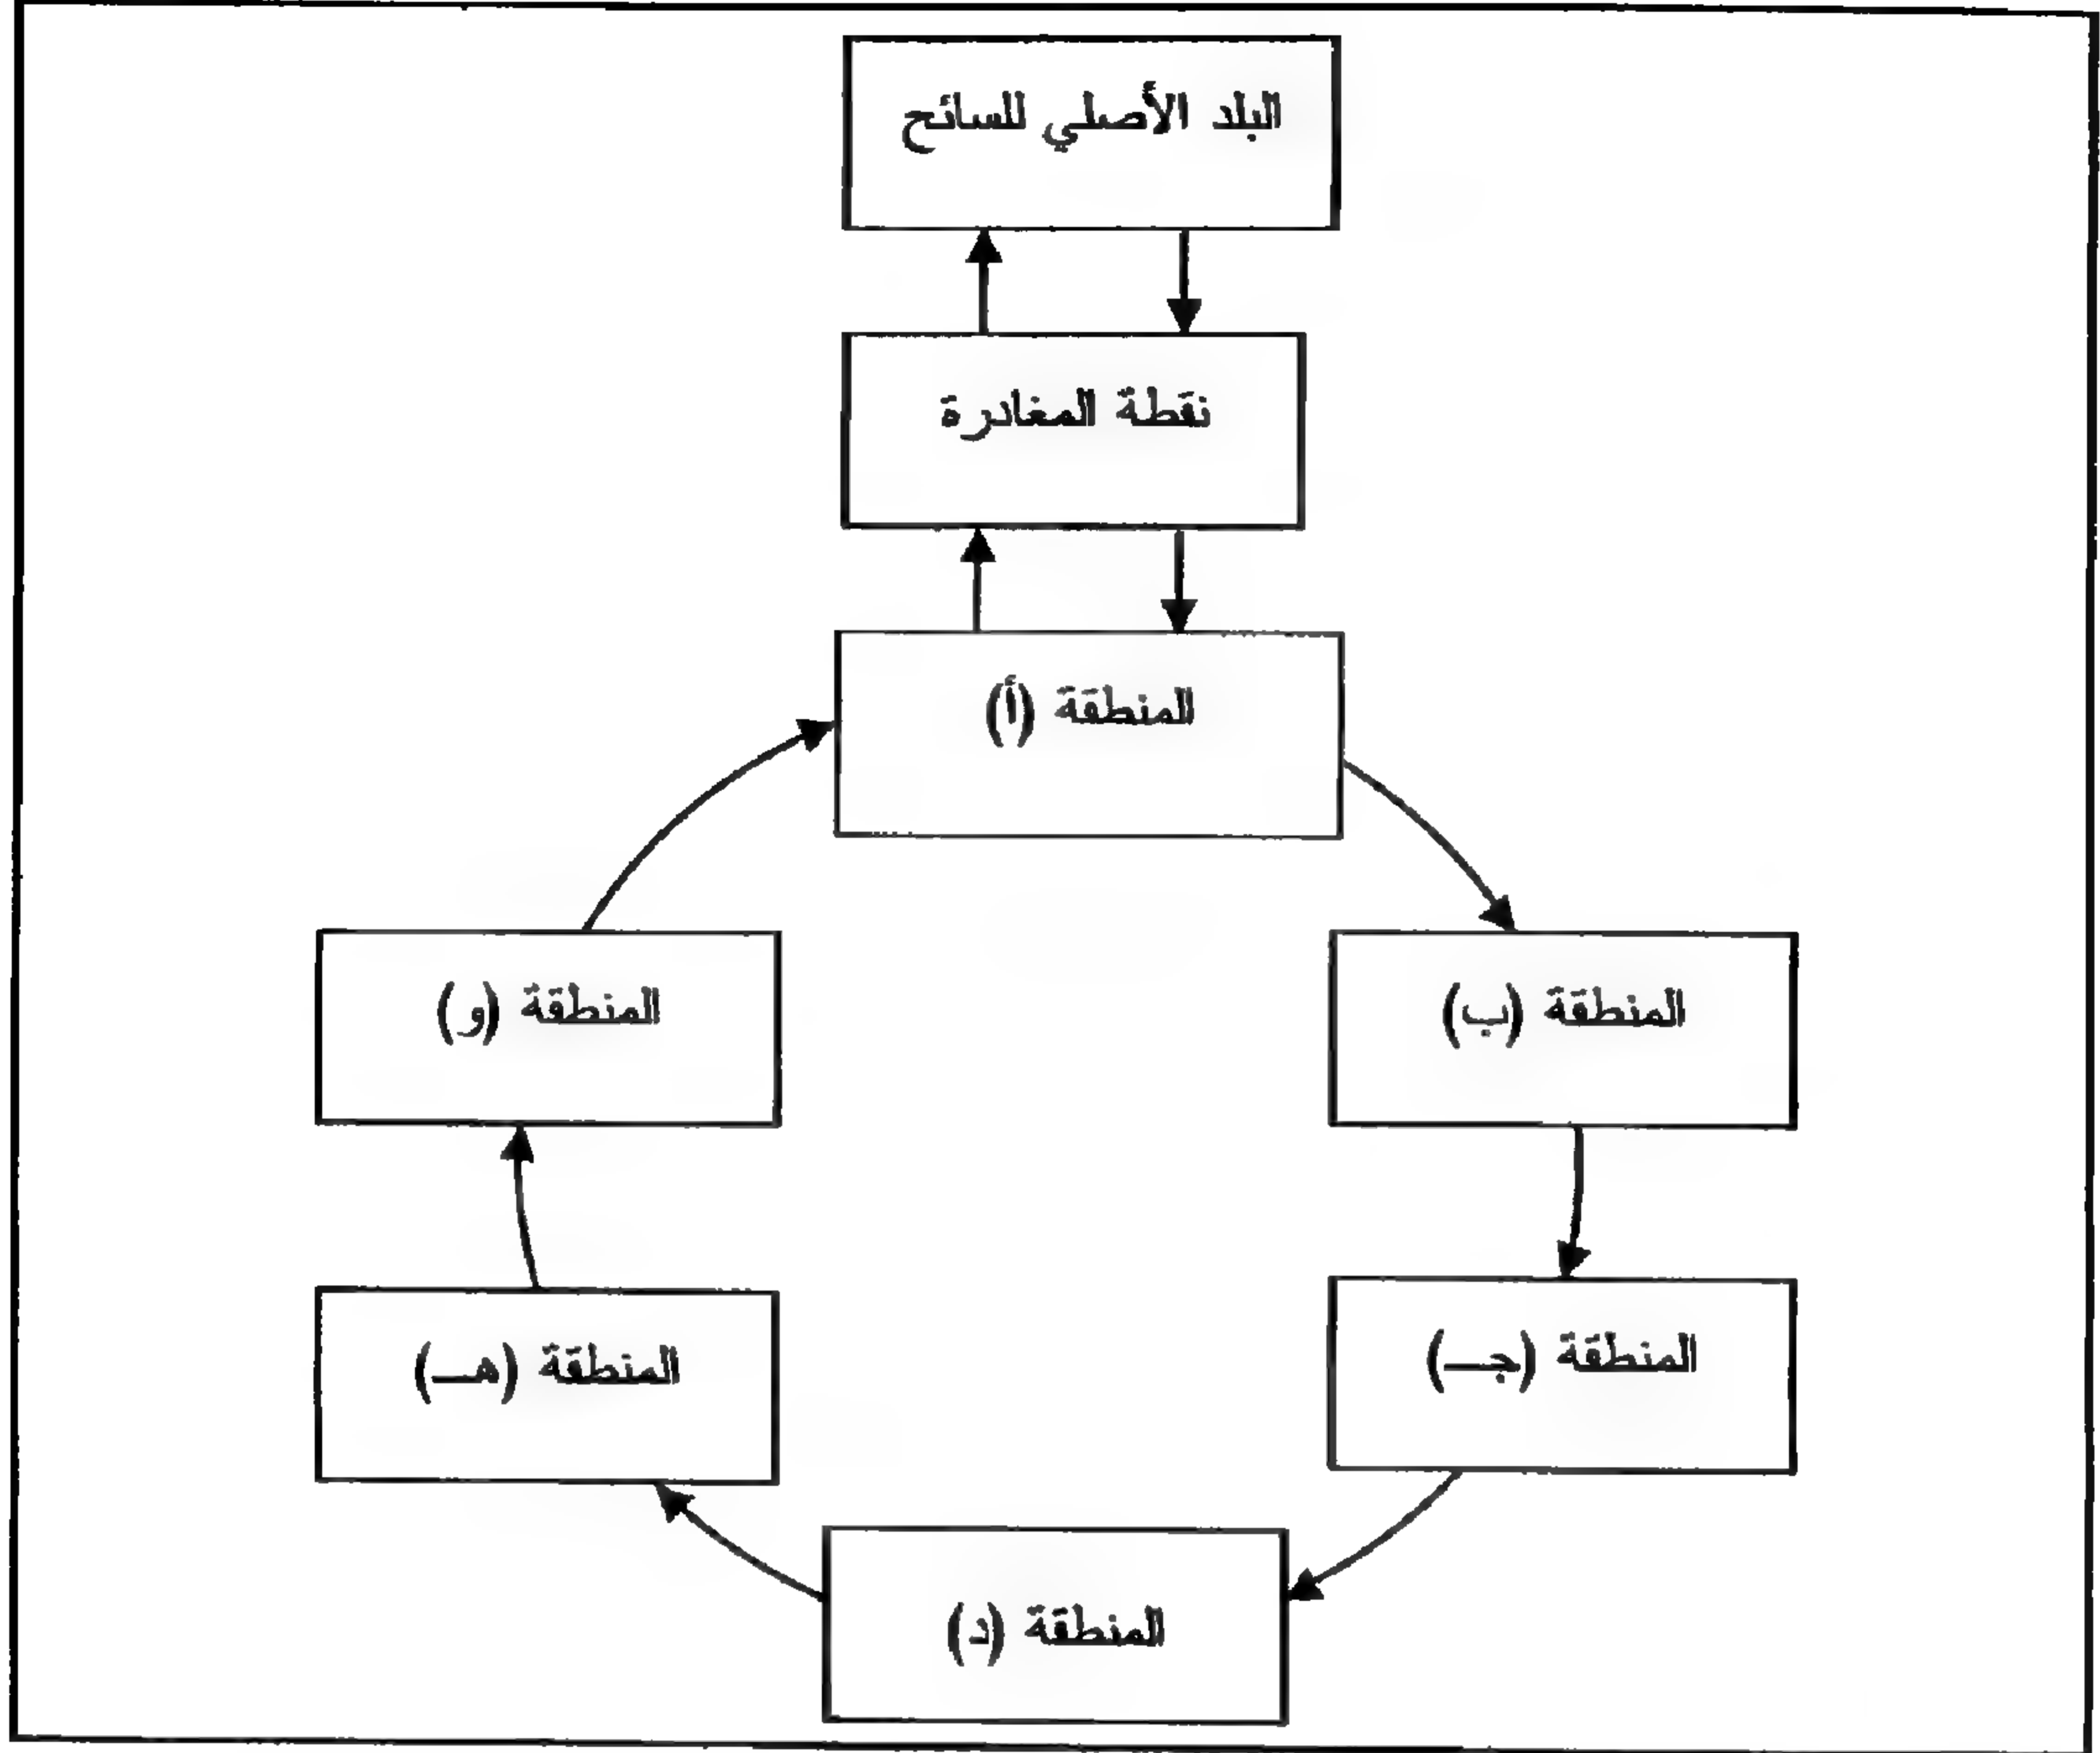 البلد الأصلي للسائح
نقطة المغادرة
المنطقة (أ)
المنطقة (ب)
المنطقة (و)
المنطقة (جـ)
المنطقة (هـ)
المنطقة (د)